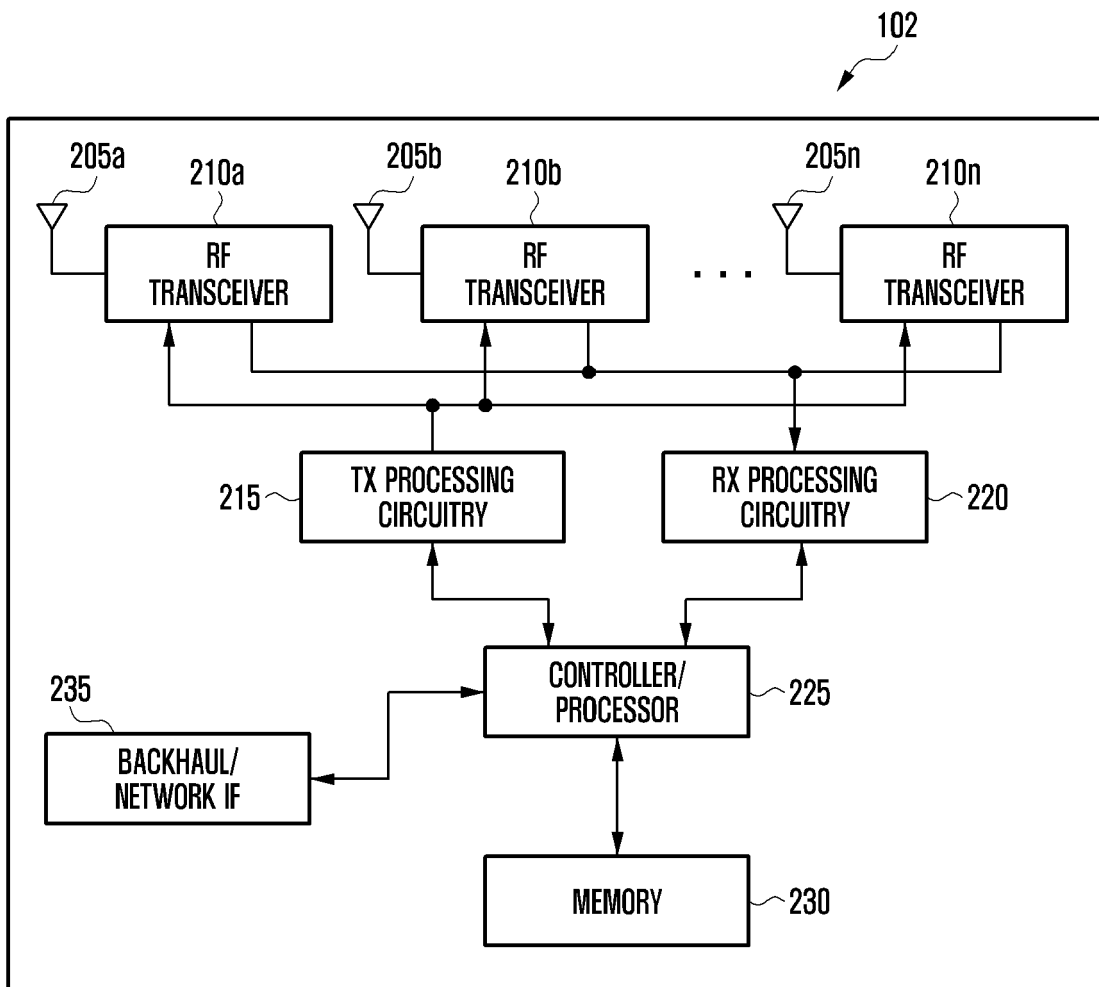 102
205a
210a
205b
210b
205n
210n
RF
TRANSCEIVER
RF
TRANSCEIVER
. . .
RF
TRANSCEIVER
215
TX PROCESSING
CIRCUITRY
RX PROCESSING
CIRCUITRY
220
CONTROLLER/
PROCESSOR
225
235
BACKHAUL/
NETWORK IF
MEMORY
230